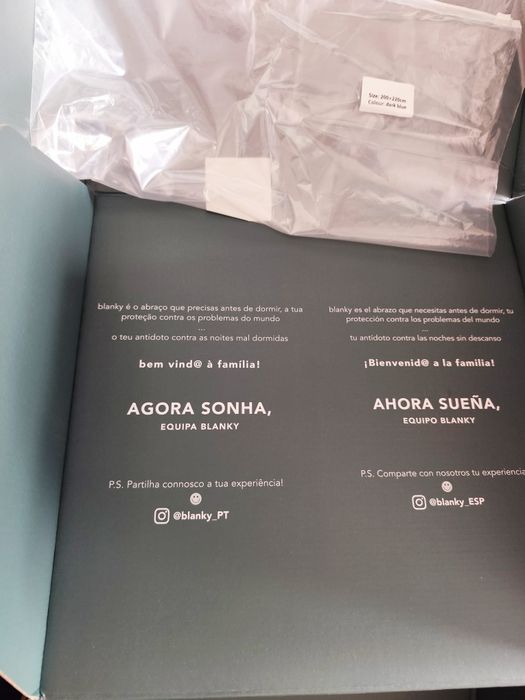 Size: 200×220cm
Colour: dark blue
blanky é o abraço que precisas antes de dormir, a tua
proteção contra os problemas do mundo
...
o teu antídoto contra as noites mal dormidas
bem vind@ à família!
AGORA SONHA,
EQUIPA BLANKY
P.S. Partilha connosco a tua experiência!
@blanky_PT
blanky es el abrazo que necesitas antes de dormir, tu
protección contra los problemas del mundo
...
tu antídoto contra las noches sin descanso
¡Bienvenid@ a la familia!
AHORA SUEÑA,
EQUIPO BLANKY
P.S. Comparte con nosotros tu experiencia
@blanky_ESP